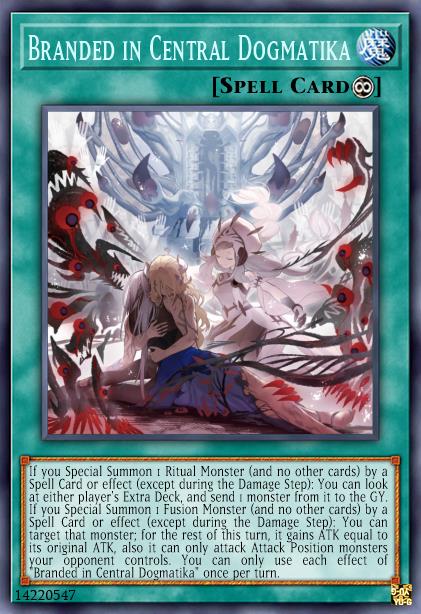 Branded in Central Dogmatika
魔
[Spell Card]
If you Special Summon 1 Ritual Monster (and no other cards) by a
Spell Card or effect (except during the Damage Step): You can look
at either player's Extra Deck, and send 1 monster from it to the GY.
If you Special Summon 1 Fusion Monster (and no other cards) by a
Spell Card or effect (except during the Damage Step): You can
target that monster; for the rest of this turn, it gains ATK equal to
its original ATK, also it can only attack Attack Position monsters
your opponent controls. You can only use each effect of
"Branded in Central Dogmatika" once per turn.
14220547